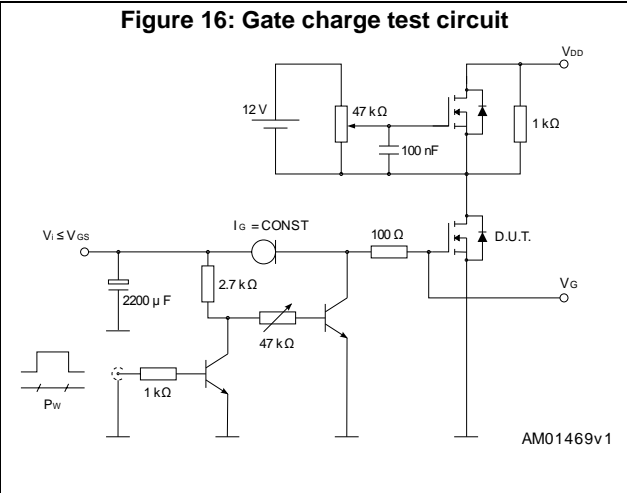 Figure 16: Gate charge test circuit
VDD
12 V
47 kΩ
1 kΩ
100 nF
Vi ≤ VGS
IG = CONST
100 Ω
D.U.T.
2200 µF
2.7 kΩ
VG
47 kΩ
1 kΩ
PW
AM01469v1